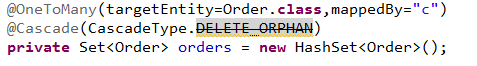 @OneToMany(targetEntity=Order.class,mappedBy="c")
@Cascade(CascadeType.DELETE_ORPHAN)
private Set<Order> orders = new HashSet<Order>();